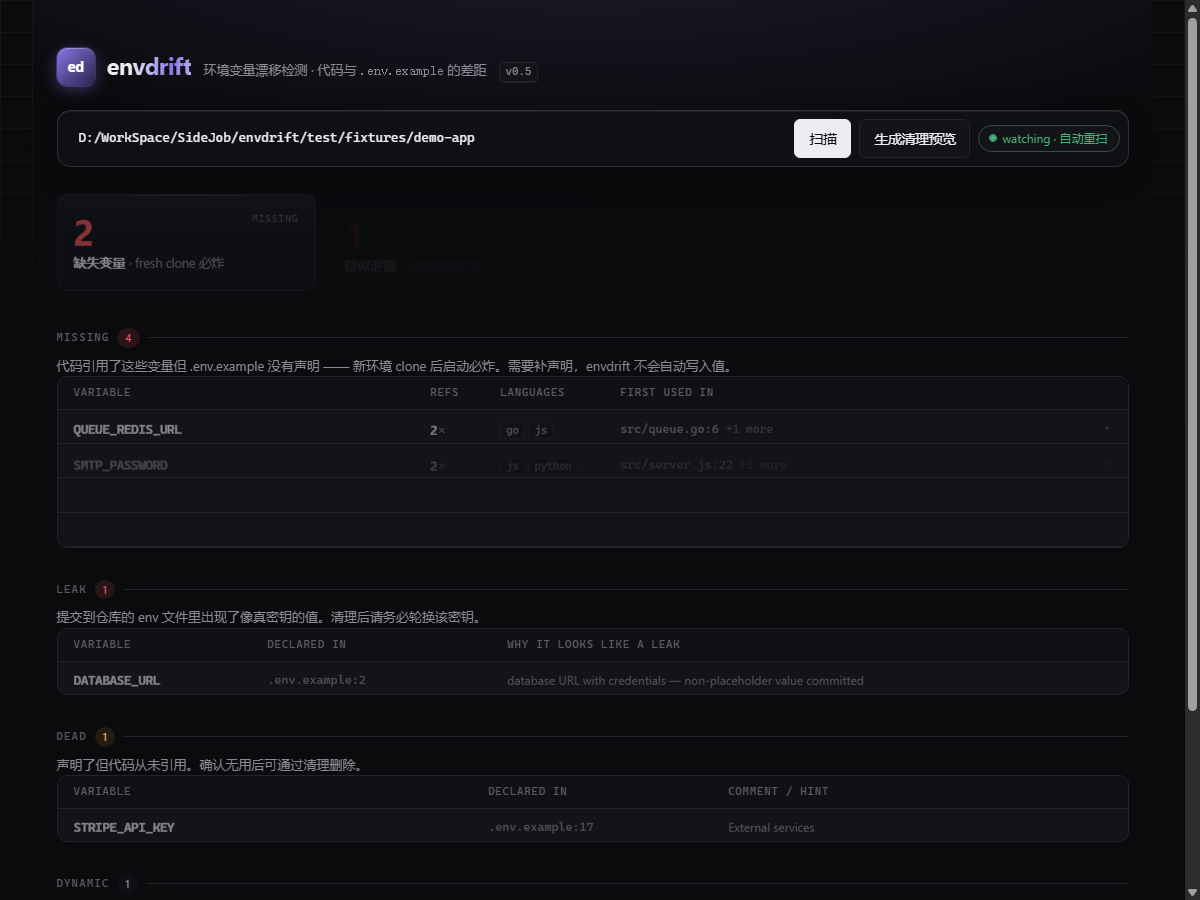 ed
envdrift 环境变量漂移检测 · 代码与 .env.example 的差距 v0.5
D:/WorkSpace/SideJob/envdrift/test/fixtures/demo-app 扫描 生成清理预览 watching · 自动重扫
MISSING
2
1
缺失变量 · fresh clone 必炸
疑似泄漏
MISSING 4
代码引用了这些变量但 .env.example 没有声明 —— 新环境 clone 后启动必炸。需要补声明，envdrift 不会自动写入值。
VARIABLE REFS LANGUAGES FIRST USED IN
QUEUE_REDIS_URL 2× go js src/queue.go:6 +1 more
SMTP_PASSWORD 2× js python src/server.js:22 +1 more
LEAK 1
提交到仓库的 env 文件里出现了像真密钥的值。清理后请务必轮换该密钥。
VARIABLE DECLARED IN WHY IT LOOKS LIKE A LEAK
DATABASE_URL .env.example:2 database URL with credentials — non-placeholder value committed
DEAD 1
声明了但代码从未引用。确认无用后可通过清理删除。
VARIABLE DECLARED IN COMMENT / HINT
STRIPE_API_KEY .env.example:17 External services
DYNAMIC 1